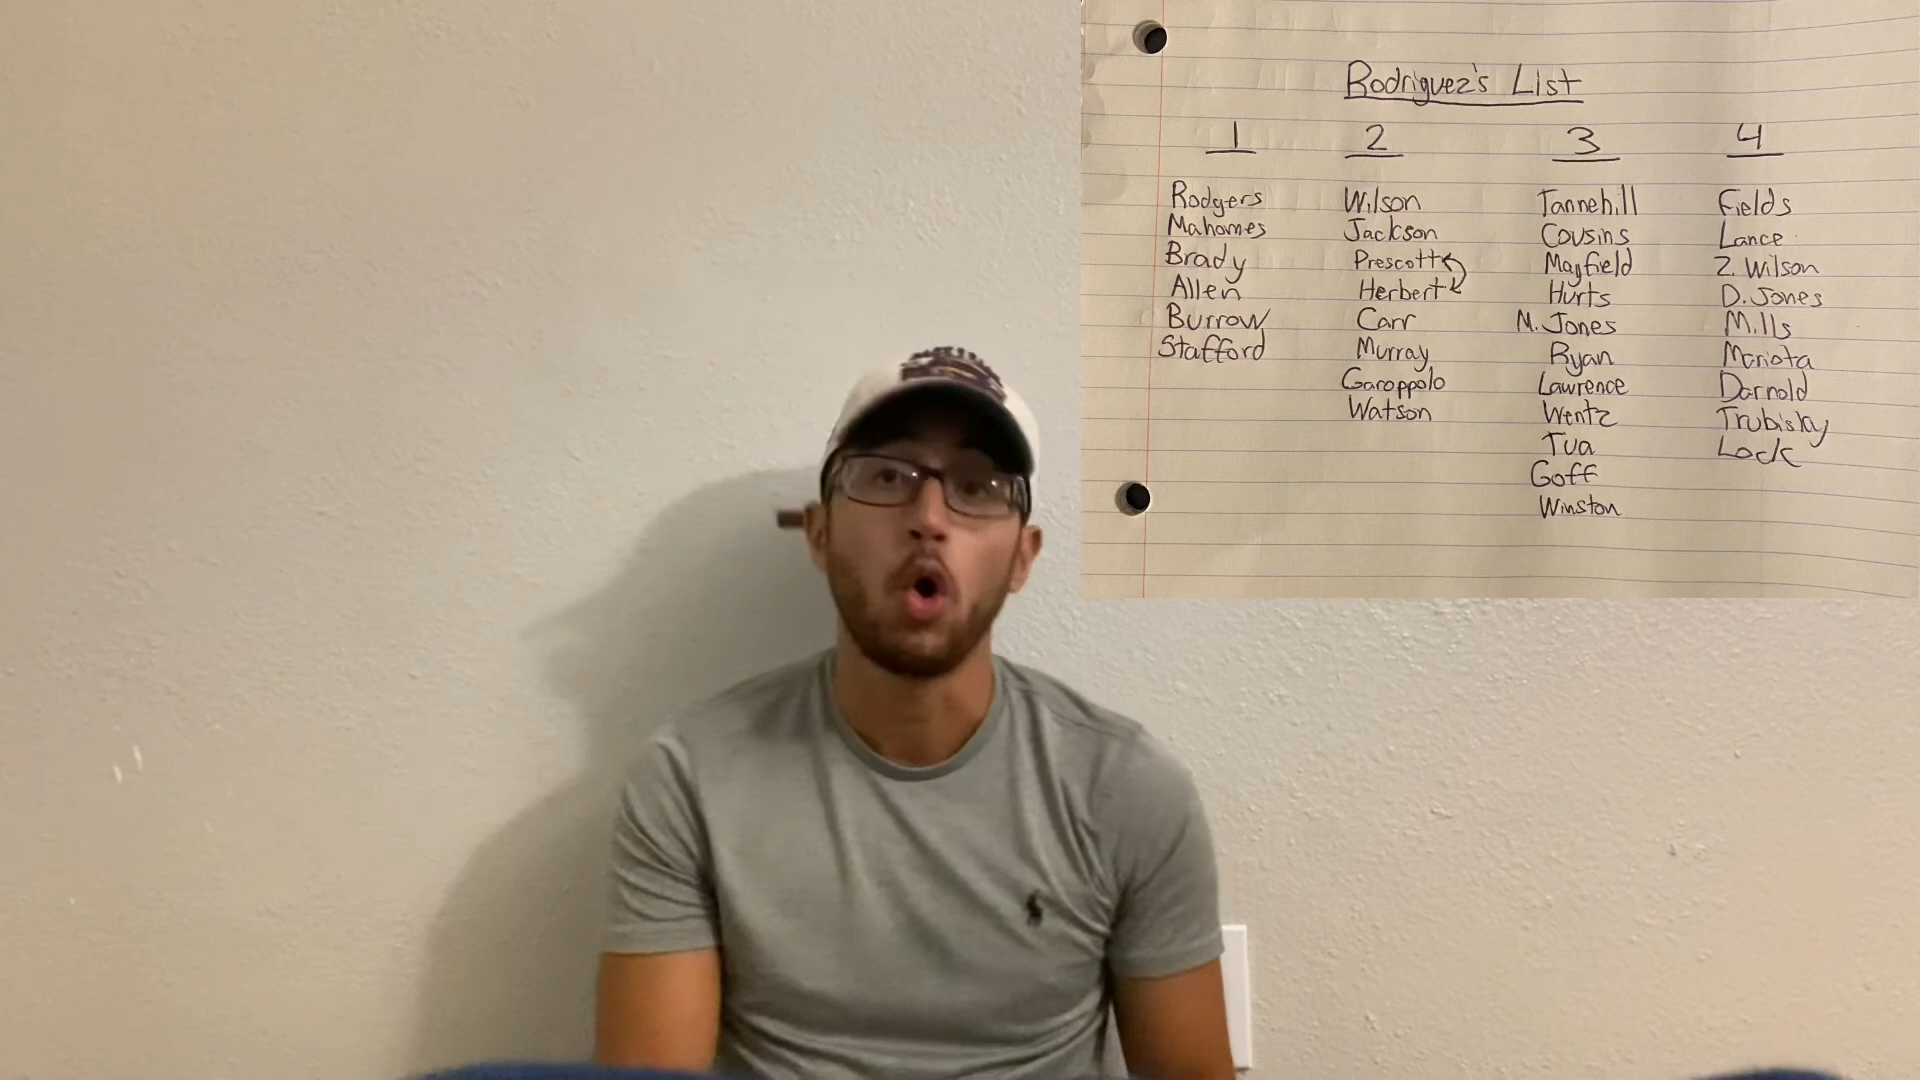 Rodriguez's List
1 2 3 4
Rodgers Wilson Tannehill Fields
Mahomes Jackson Cousins Lance
Brady Prescott Mayfield Z. Wilson
Allen Herbert Hurts D. Jones
Burrow Carr M. Jones Mills
Stafford Murray Ryan Mariota
Garoppolo Lawrence Darnold
Watson Wentz Trubisky
Tua Lock
Goff
Winston